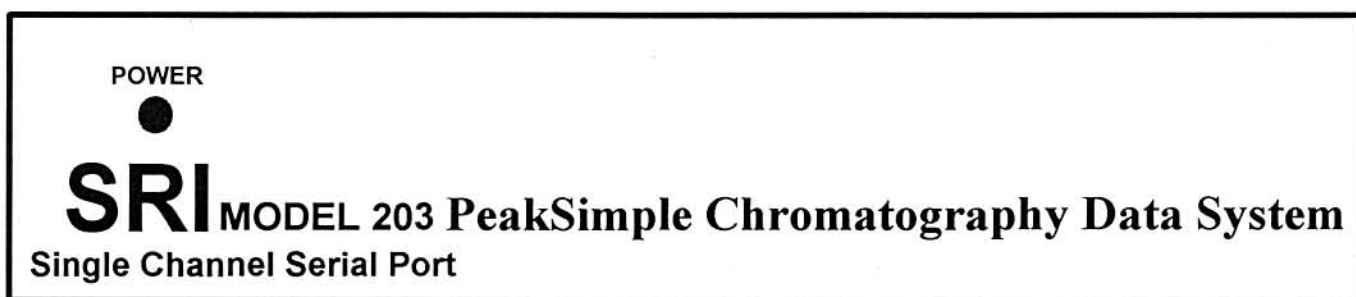 POWER
SRI MODEL 203 PeakSimple Chromatography Data System
Single Channel Serial Port